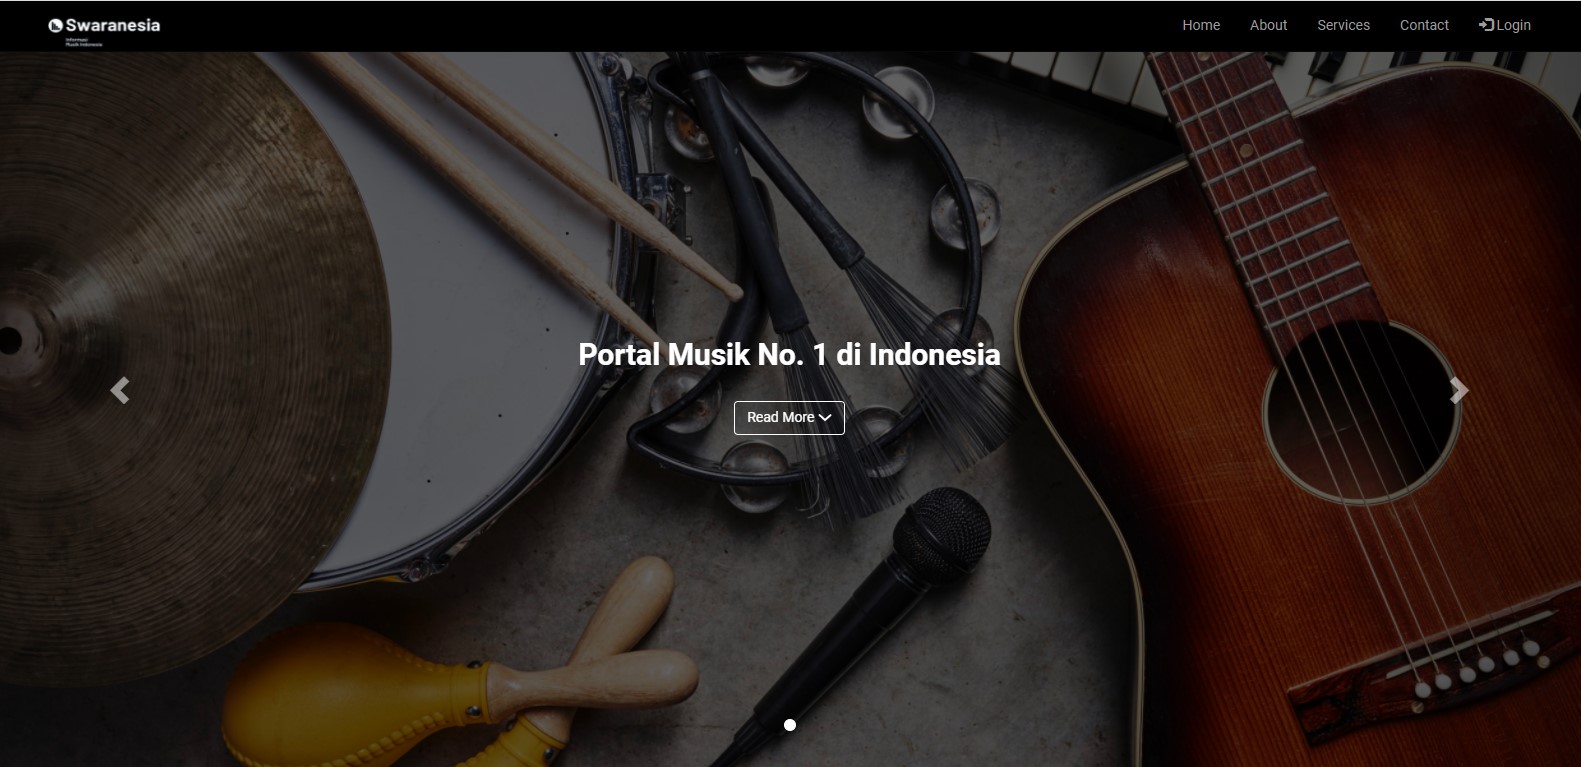 Swaranesia
Informasi
Musik Indonesia
Home About Services Contact Login
Portal Musik No. 1 di Indonesia
Read More